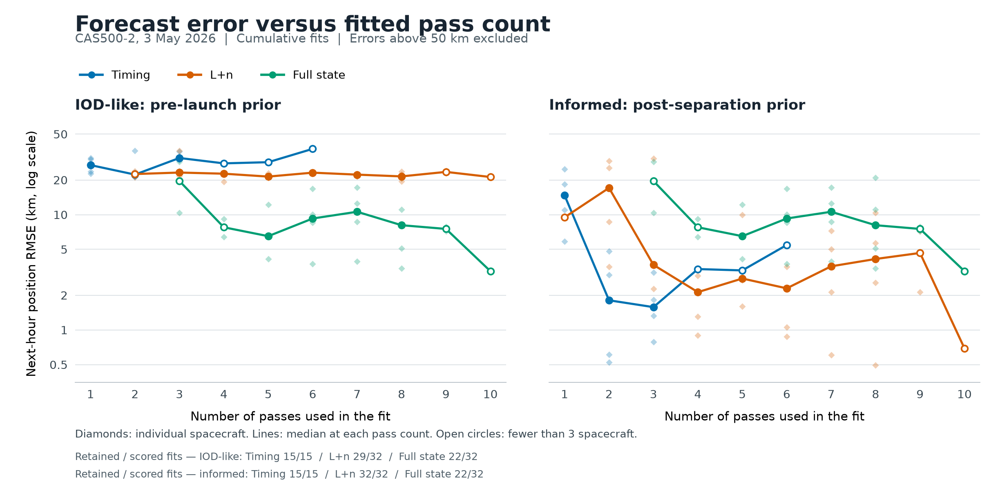 Forecast error versus fitted pass count
CAS500-2, 3 May 2026 | Cumulative fits | Errors above 50 km excluded
Timing
L+n
Full state
IOD-like: pre-launch prior
Informed: post-separation prior
Next-hour position RMSE (km, log scale)
50
20
10
5
2
1
0.5
1 2 3 4 5 6 7 8 9 10
1 2 3 4 5 6 7 8 9 10
Number of passes used in the fit
Number of passes used in the fit
Diamonds: individual spacecraft. Lines: median at each pass count. Open circles: fewer than 3 spacecraft.
Retained / scored fits — IOD-like: Timing 15/15 / L+n 29/32 / Full state 22/32
Retained / scored fits — informed: Timing 15/15 / L+n 32/32 / Full state 22/32